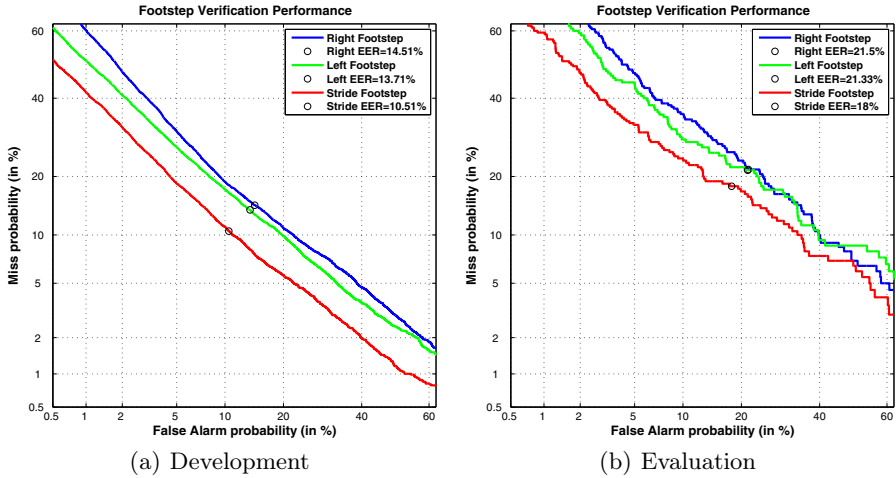 Footstep Verification Performance
60
40
20
10
5
2
1
0.5
Miss probability (in %)
Right Footstep
Right EER=14.51%
Left Footstep
Left EER=13.71%
Stride Footstep
Stride EER=10.51%
0.5 1 2 5 10 20 40 60
False Alarm probability (in %)
(a) Development
Footstep Verification Performance
60
40
20
10
5
2
1
0.5
Miss probability (in %)
Right Footstep
Right EER=21.5%
Left Footstep
Left EER=21.33%
Stride Footstep
Stride EER=18%
0.5 1 2 5 10 20 40 60
False Alarm probability (in %)
(b) Evaluation